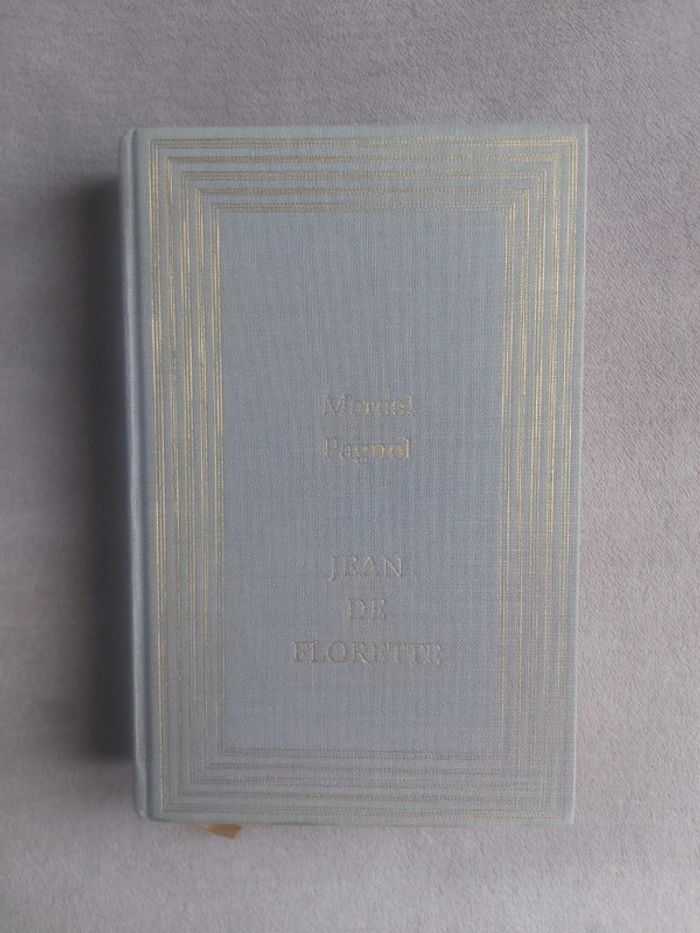 Marcel
Pagnol
JEAN
DE
FLORETTE